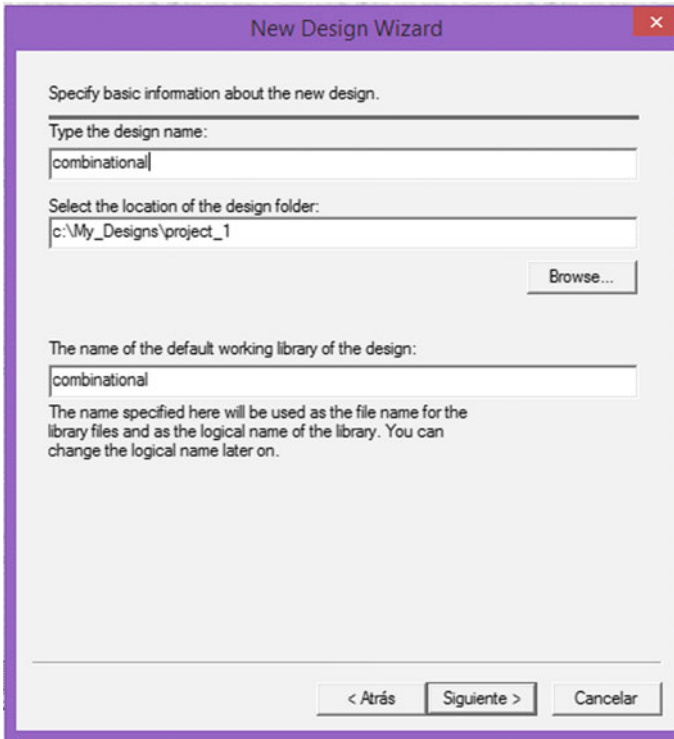 New Design Wizard
Specify basic information about the new design.
Type the design name:
combinational
Select the location of the design folder:
c:\My_Designs\project_1
Browse...
The name of the default working library of the design:
combinational
The name specified here will be used as the file name for the
library files and as the logical name of the library. You can
change the logical name later on.
< Atrás Siguiente > Cancelar